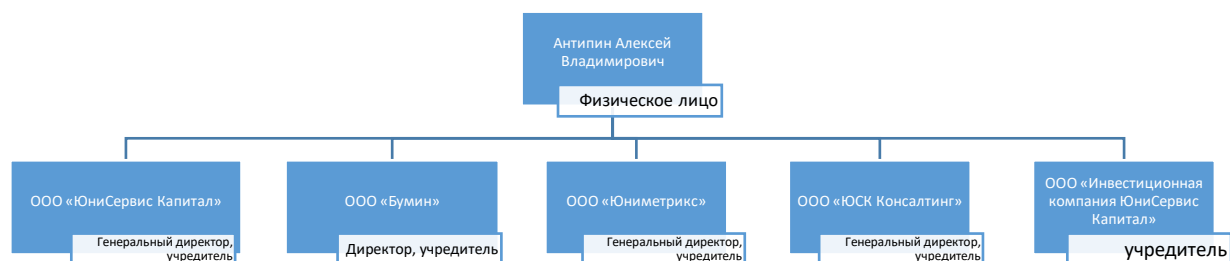 Антипин Алексей
Владимирович
Физическое лицо
ООО «ЮниСервис Капитал»
Генеральный директор,
учредитель
ООО «Бумин»
Директор, учредитель
ООО «Юниметрикс»
Генеральный директор,
учредитель
ООО «ЮСК Консалтинг»
Генеральный директор,
учредитель
ООО «Инвестиционная
компания ЮниСервис
Капитал»
учредитель